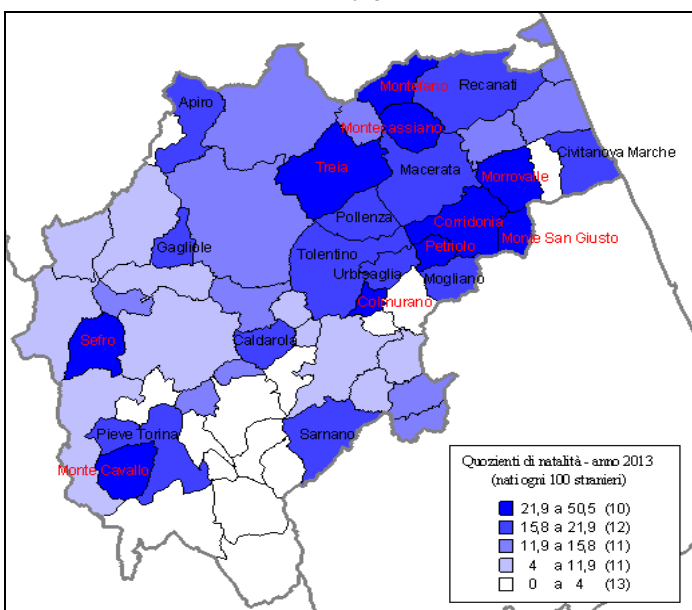 Montefano
Recanati
Apiro
Montecassiano
Civitanova Marche
Treia
Macerata
Morrovalle
Pollenza
Corridonia
Monte San Giusto
Gagliole
Tolentino
Petriolo
Urbisaglia
Mogliano
Colmurano
Sefro
Caldarola
Pieve Torina
Sarnano
Monte Cavallo
Quozienti di natalità - anno 2013
(nati ogni 100 stranieri)
21,9 a 50,5 (10)
15,8 a 21,9 (12)
11,9 a 15,8 (11)
4 a 11,9 (11)
0 a 4 (13)